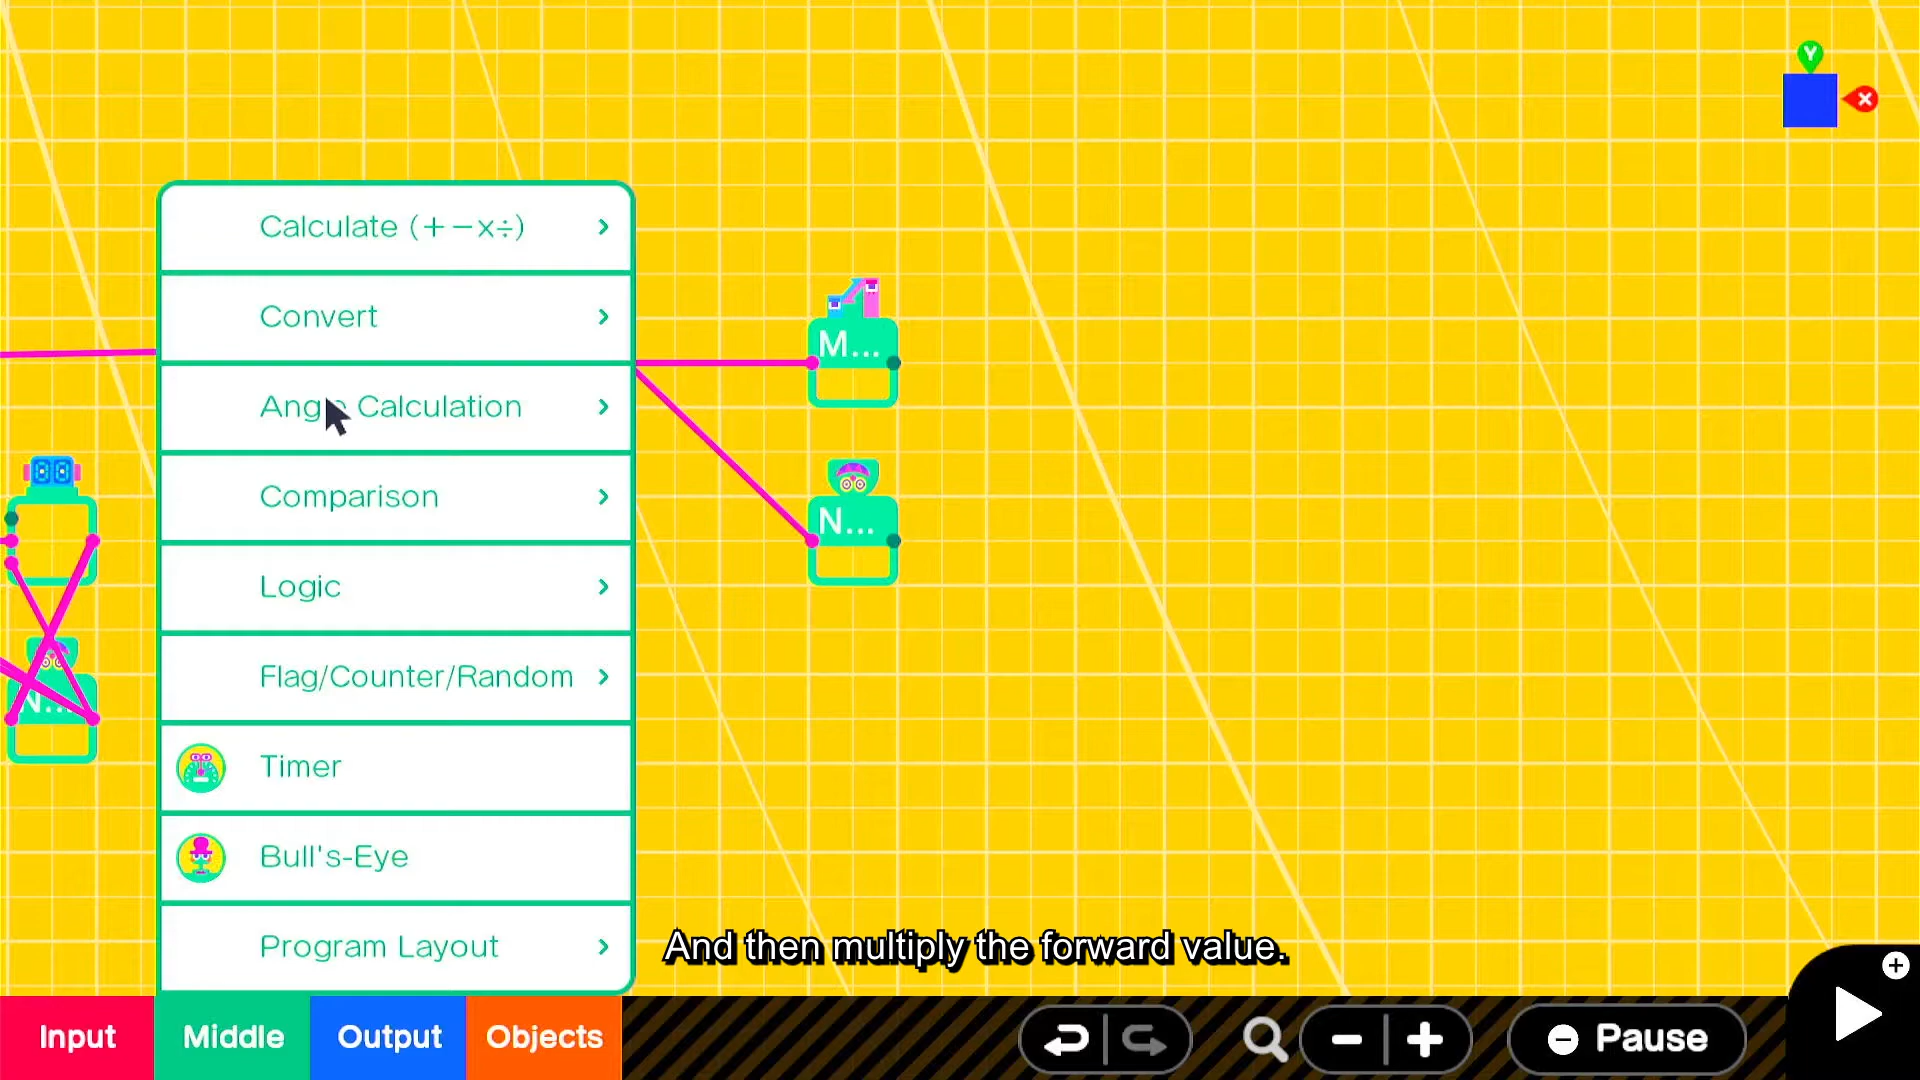 Y
X
Calculate (+−×÷)
Convert
Calculation
Comparison
Logic
Flag/Counter/Random
Timer
Bull's-Eye
Program Layout
M...
N...
N...
And then multiply the forward value.
Input
Middle
Output
Objects
Pause